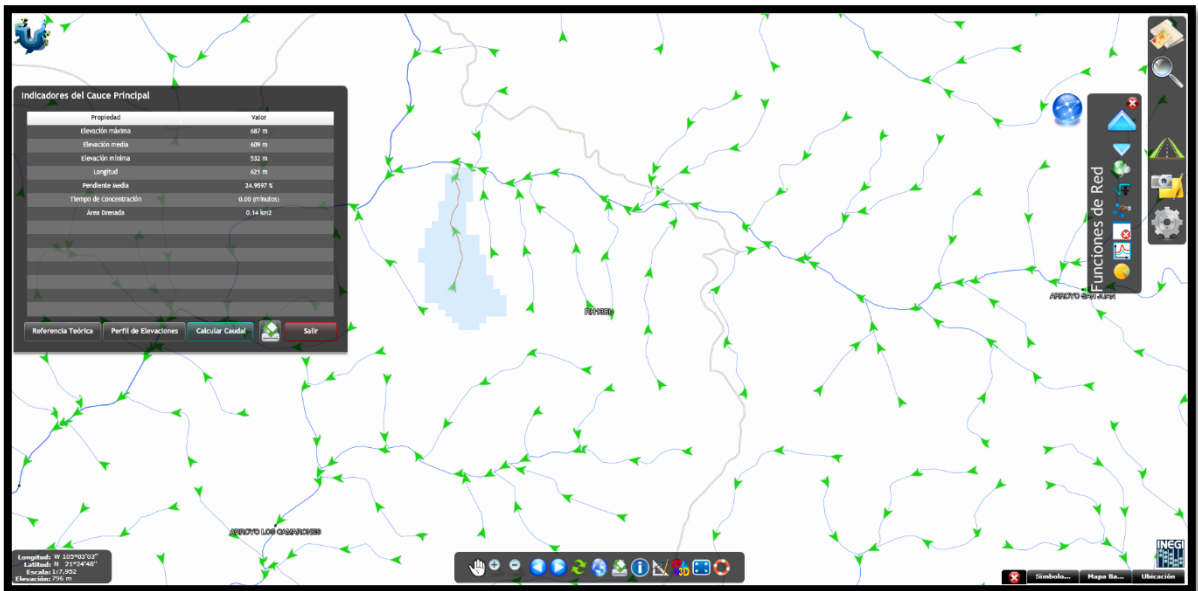 Indicadores del Cauce Principal
Propiedad Valor
Elevación máxima 687 m
Elevación media 609 m
Elevación mínima 532 m
Longitud 621 m
Pendiente Media 24.9597 %
Tiempo de Concentración 0.00 (minutos)
Área Drenada 0.14 km2
Referencia Teórica Perfil de Elevaciones Calcular Caudal Salir
Funciones de Red
ARROYO SAN JUAN
ARROYO LOS CAMARONES
Longitud: W 105°03'03"
Latitud: N 21°24'48"
Escala: 1:7,952
Elevación: 796 m
3D
INEGI
Simbolo... Mapa Ba... Ubicación